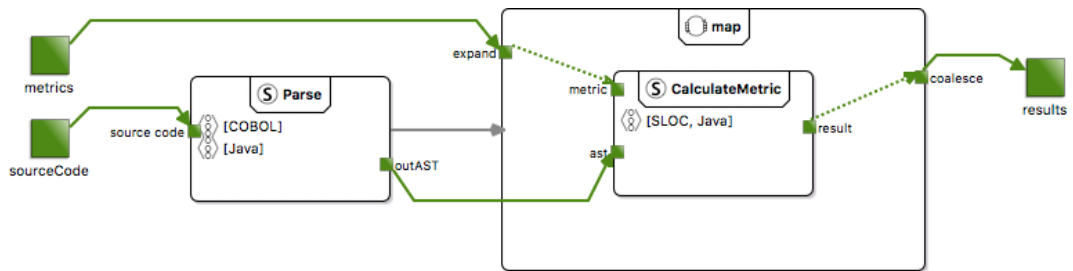 map
expand
metrics
S Parse
metric
S CalculateMetric
coalesce
results
source code
[COBOL]
[Java]
[SLOC, Java]
result
sourceCode
outAST
ast